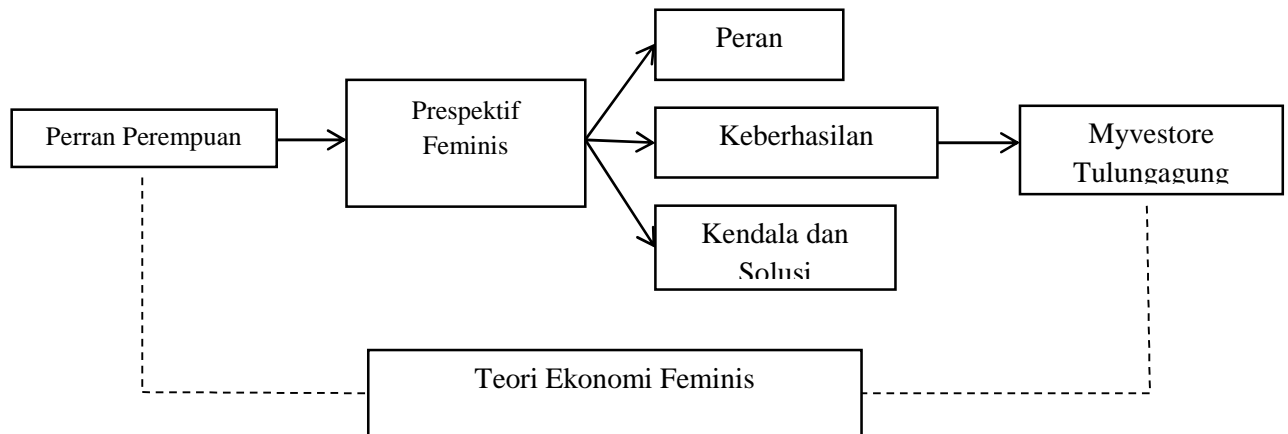 Perran Perempuan
Prespektif
Feminis
Peran
Keberhasilan
Kendala dan
Solusi
Myvestore
Tulungagung
Teori Ekonomi Feminis